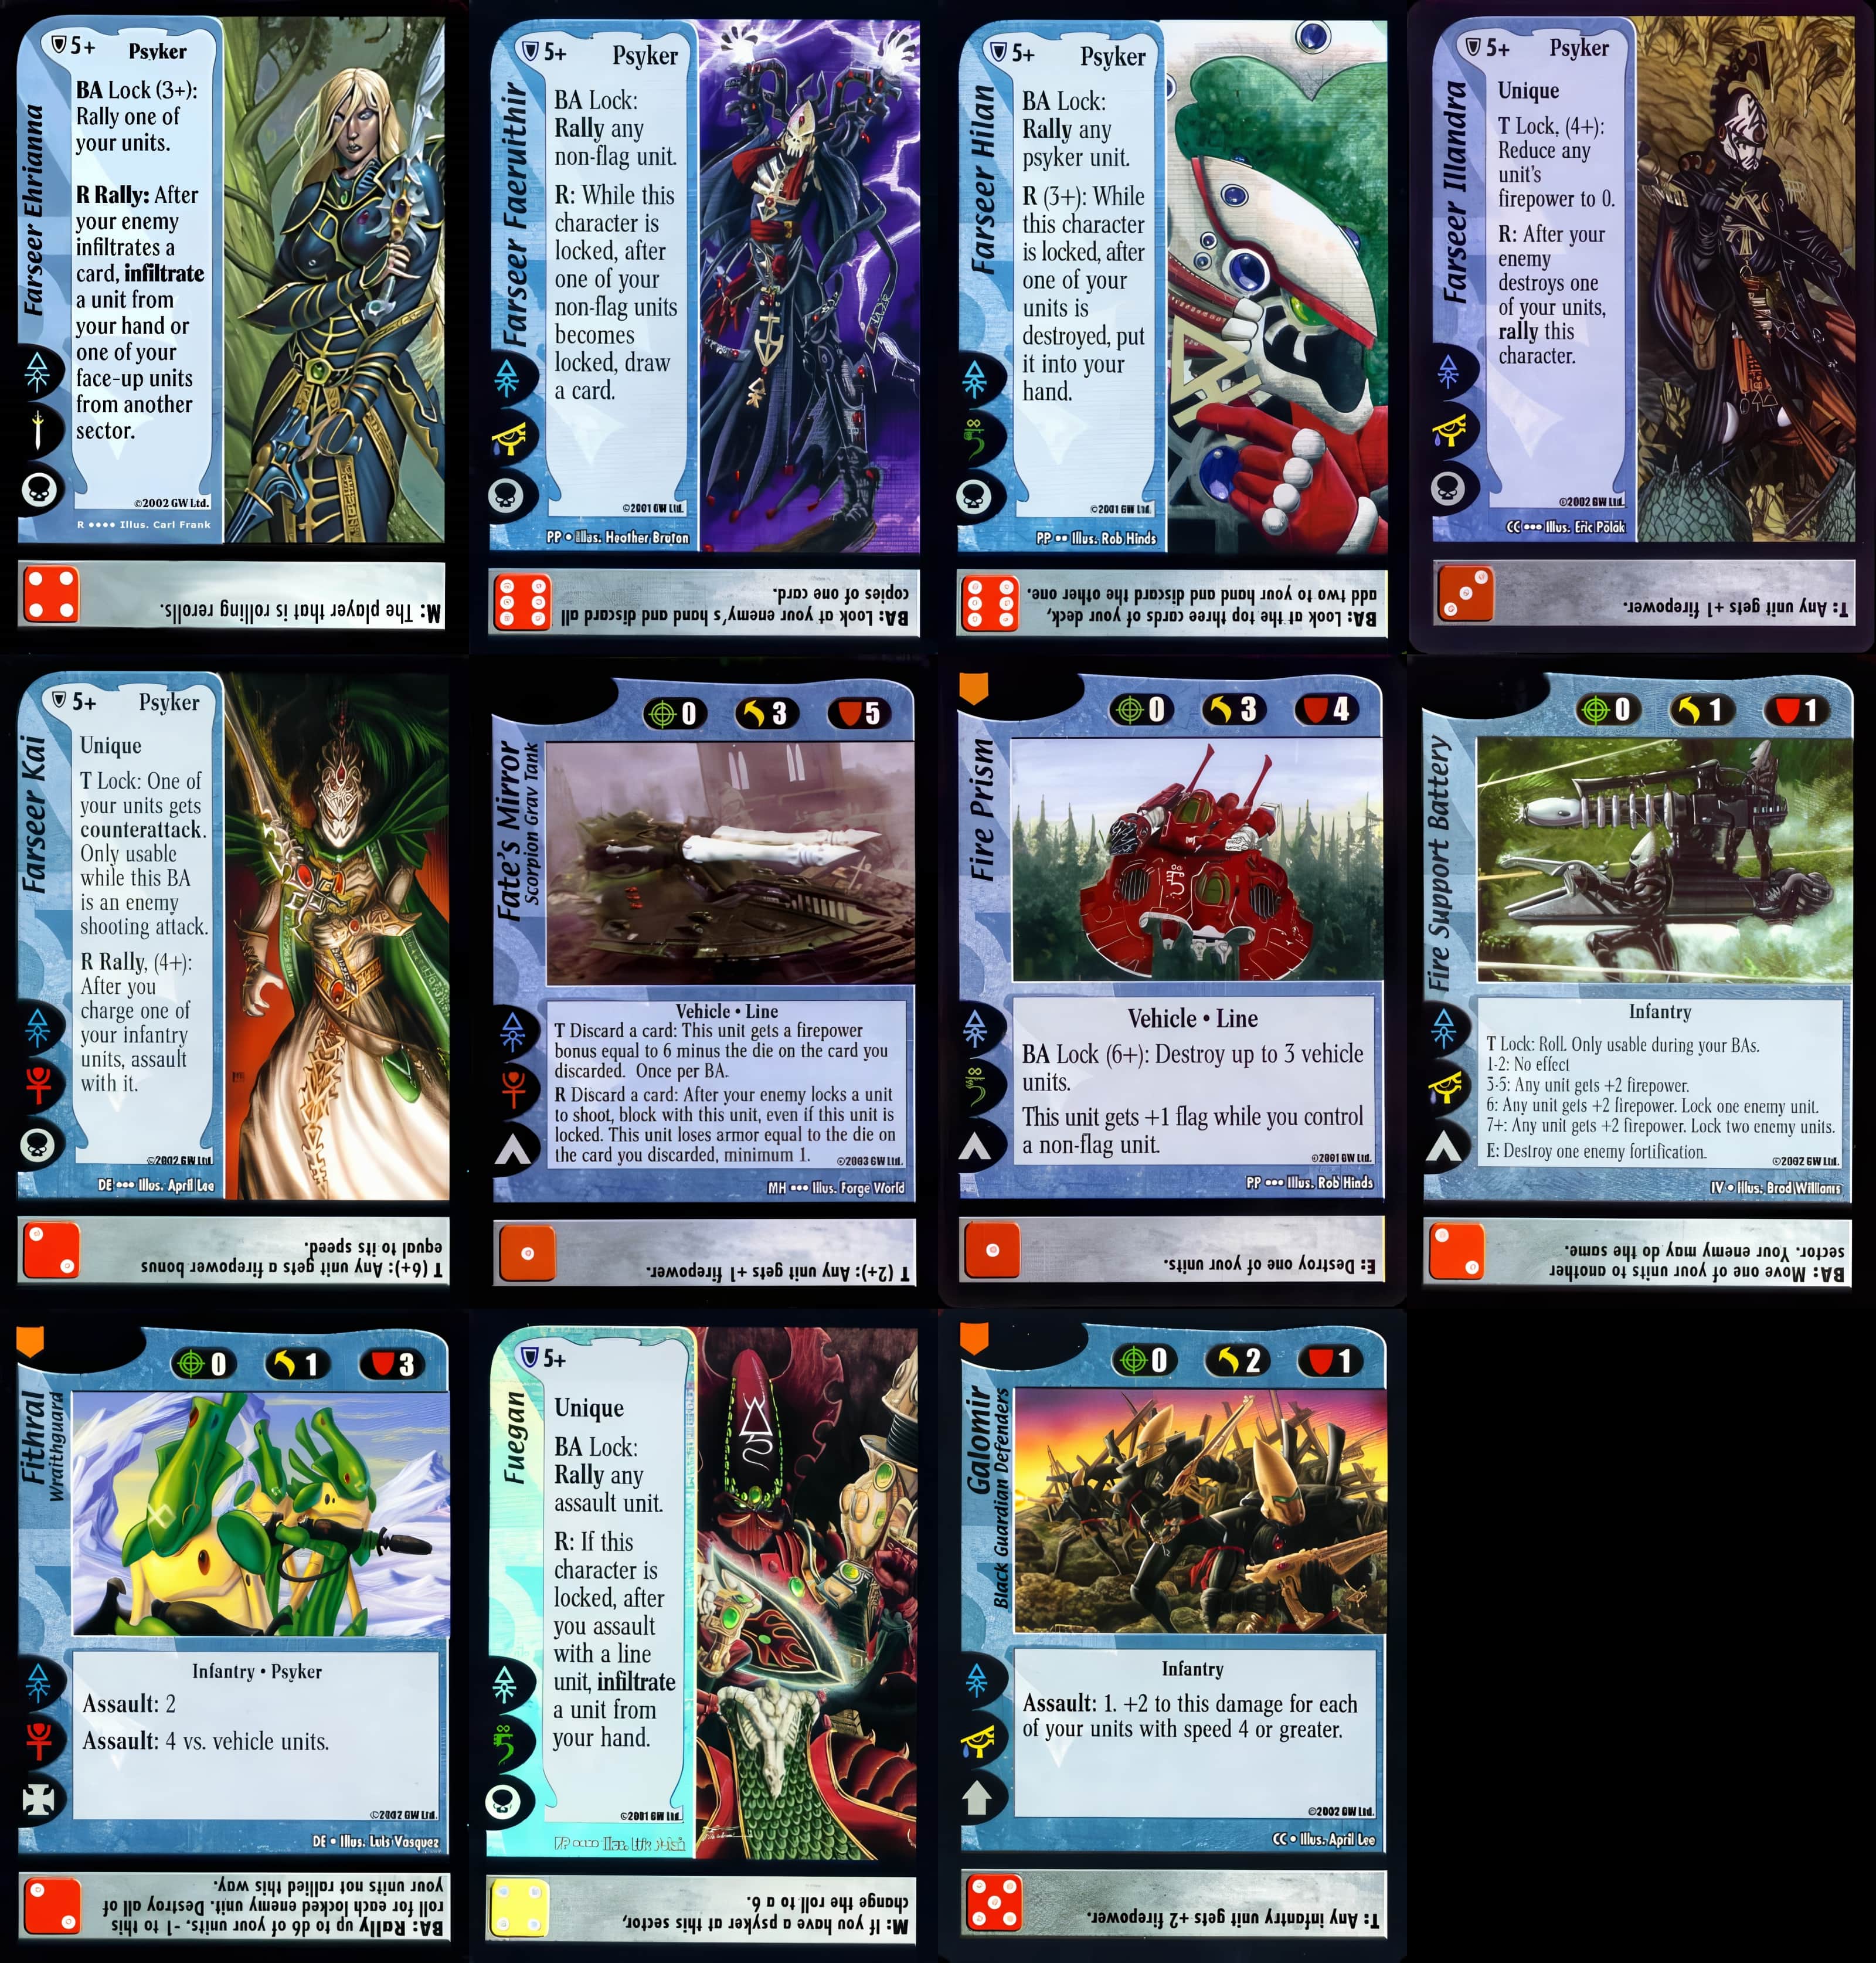 Farseer Ehrianna
5+ Psyker
BA Lock (3+):
Rally one of
your units.
R Rally: After
your enemy
infiltrates a
card, infiltrate
a unit from
your hand or
one of your
face-up units
from another
sector.
©2002 GW Ltd.
R •••• Illus. Carl Frank
M: The player that is rolling rerolls.
Farseer Faeruithir
5+ Psyker
BA Lock:
Rally any
non-flag unit.
R: While this
character is
locked, after
one of your
non-flag units
becomes
locked, draw
a card.
©2001 GW Ltd.
PP • Illus. Heather Bruton
BA: Look at your enemy's hand and discard all
copies of one card.
Farseer Hilan
5+ Psyker
BA Lock:
Rally any
psyker unit.
R (3+): While
this character
is locked, after
one of your
units is
destroyed, put
it into your
hand.
©2001 GW Ltd.
PP •• Illus. Rob Hinds
BA: Look at the top three cards of your deck,
add two to your hand and discard the other one.
Farseer Illandra
5+ Psyker
Unique
T Lock, (4+):
Reduce any
unit's
firepower to 0.
R: After your
enemy
destroys one
of your units,
rally this
character.
©2002 GW Ltd.
CC ••• Illus. Eric Polak
T: Any unit gets +1 firepower.
Farseer Kai
5+ Psyker
Unique
T Lock: One of
your units gets
counterattack.
Only usable
while this BA
is an enemy
shooting attack.
R Rally, (4+):
After you
charge one of
your infantry
units, assault
with it.
©2002 GW Ltd.
DE ••• Illus. April Lee
T (6+): Any unit gets a firepower bonus
equal to its speed.
0 3 5
Fate's Mirror
Scorpion Grav Tank
Vehicle • Line
T Discard a card: This unit gets a firepower
bonus equal to 6 minus the die on the card you
discarded. Once per BA.
R Discard a card: After your enemy locks a unit
to shoot, block with this unit, even if this unit is
locked. This unit loses armor equal to the die on
the card you discarded, minimum 1. ©2003 GW Ltd.
MH ••• Illus. Forge World
T (2+): Any unit gets +1 firepower.
0 3 4
Fire Prism
Vehicle • Line
BA Lock (6+): Destroy up to 3 vehicle
units.
This unit gets +1 flag while you control
a non-flag unit.
©2001 GW Ltd.
PP ••• Illus. Rob Hinds
E: Destroy one of your units.
0 1 1
Fire Support Battery
Infantry
T Lock: Roll. Only usable during your BAs.
1-2: No effect
3-5: Any unit gets +2 firepower.
6: Any unit gets +2 firepower. Lock one enemy unit.
7+: Any unit gets +2 firepower. Lock two enemy units.
E: Destroy one enemy fortification.
©2002 GW Ltd.
IV • Illus. Brad Williams
BA: Move one of your units to another
sector. Your enemy may do the same.
0 1 3
Fithral
Wraithguard
Infantry • Psyker
Assault: 2
Assault: 4 vs. vehicle units.
©2002 GW Ltd.
DE • Illus. Luis Vasquez
BA: Rally up to d6 of your units. -1 to this
roll for each locked enemy unit. Destroy all of
your units not rallied this way.
Fuegan
5+
Unique
BA Lock:
Rally any
assault unit.
R: If this
character is
locked, after
you assault
with a line
unit, infiltrate
a unit from
your hand.
©2001 GW Ltd.
M: If you have a psyker at this sector,
change the roll to a 6.
0 2 1
Galomir
Black Guardian Defenders
Infantry
Assault: 1. +2 to this damage for each
of your units with speed 4 or greater.
©2002 GW Ltd.
CC • Illus. April Lee
T: Any infantry unit gets +2 firepower.